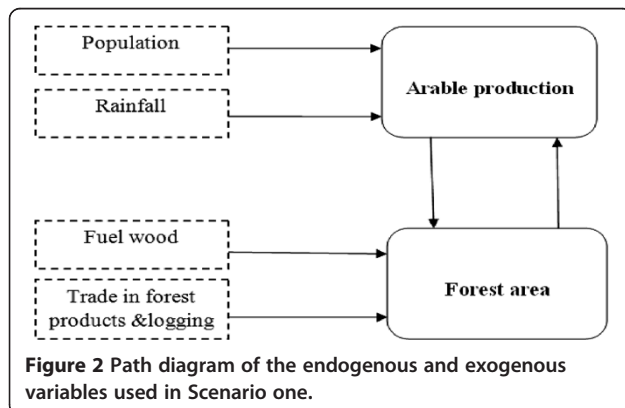 Population
Rainfall
Arable production
Fuel wood
Trade in forest
products &logging
Forest area
Figure 2 Path diagram of the endogenous and exogenous
variables used in Scenario one.